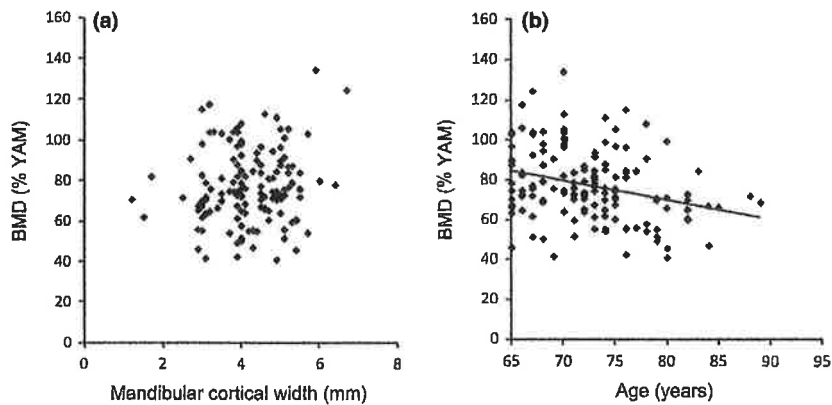 (a)
BMD (% YAM)
160
140
120
100
80
60
40
20
0
0 2 4 6 8
Mandibular cortical width (mm)
(b)
BMD (% YAM)
160
140
120
100
80
60
40
20
0
65 70 75 80 85 90 95
Age (years)